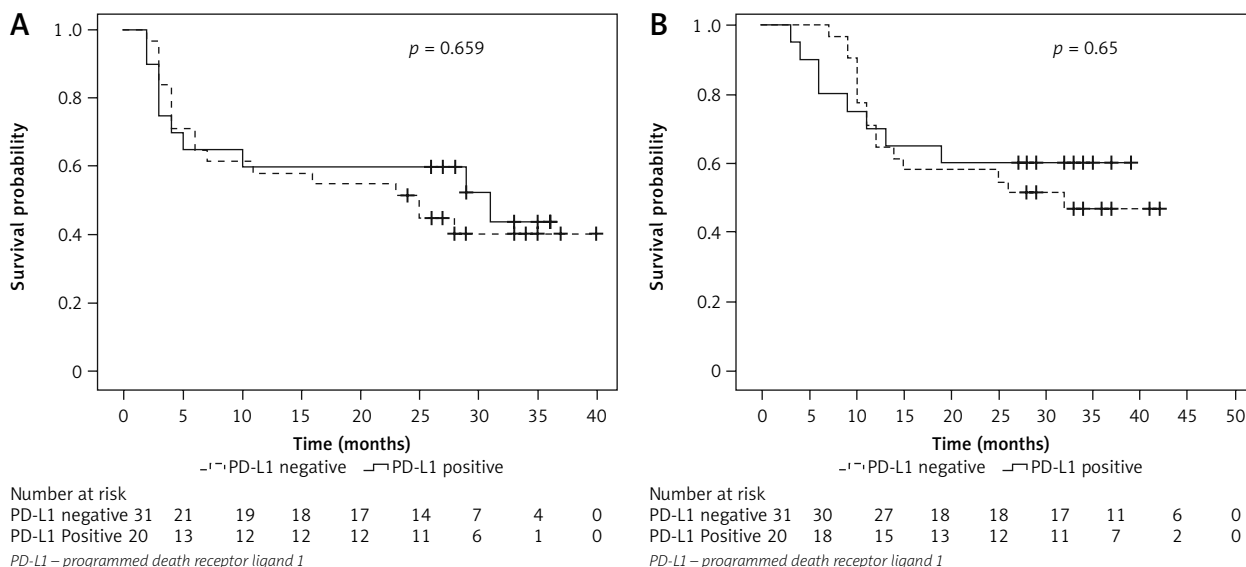 A
p = 0.659
Survival probability
1.0
0.8
0.6
0.4
0.2
0
0 5 10 15 20 25 30 35 40
Time (months)
PD-L1 negative PD-L1 positive
Number at risk
PD-L1 negative 31 21 19 18 17 14 7 4 0
PD-L1 Positive 20 13 12 12 12 11 6 1 0
PD-L1 – programmed death receptor ligand 1
B
p = 0.65
Survival probability
1.0
0.8
0.6
0.4
0.2
0
0 5 10 15 20 25 30 35 40 45 50
Time (months)
PD-L1 negative PD-L1 positive
Number at risk
PD-L1 negative 31 30 27 18 18 17 11 6 0
PD-L1 Positive 20 18 15 13 12 11 7 2 0
PD-L1 – programmed death receptor ligand 1